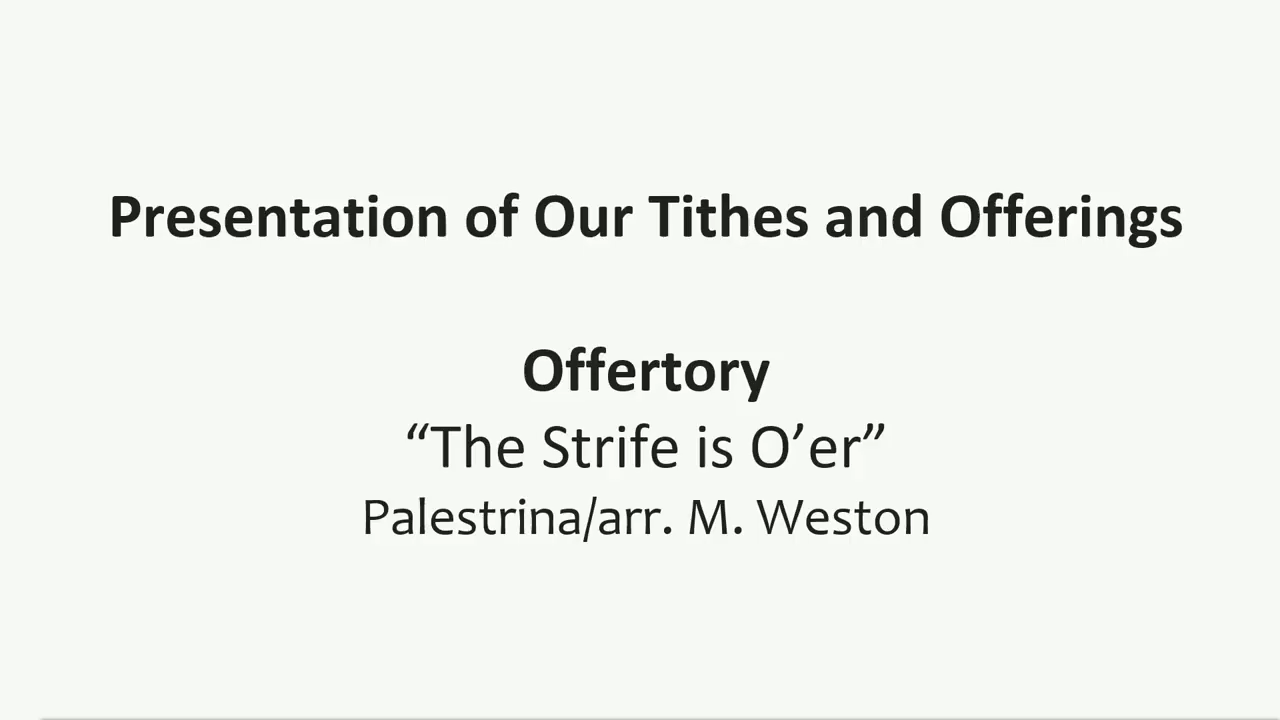 Presentation of Our Tithes and Offerings
Offertory
“The Strife is O’er”
Palestrina/arr. M. Weston